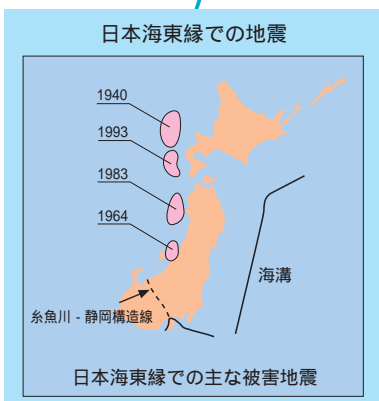 日本海東縁での地震
1940
1993
1983
1964
海溝
糸魚川 - 静岡構造線
日本海東縁での主な被害地震